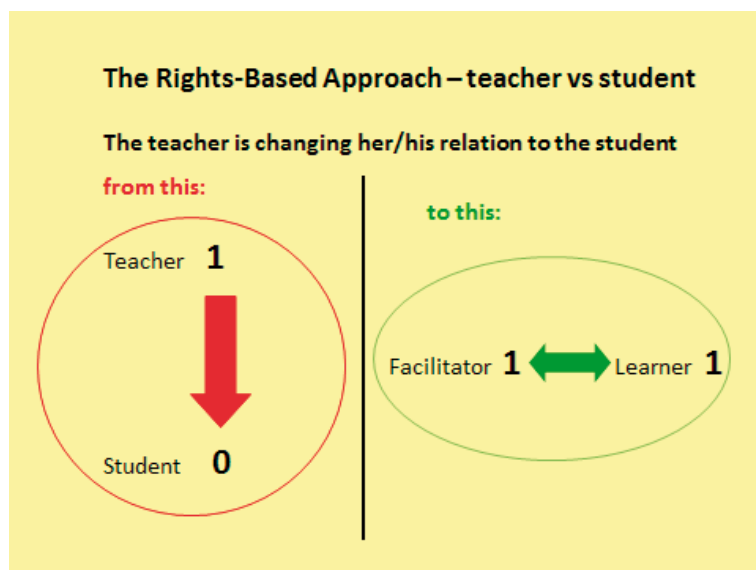 The Rights-Based Approach – teacher vs student
The teacher is changing her/his relation to the student
from this:
Teacher 1
Student 0
to this:
Facilitator 1 Learner 1